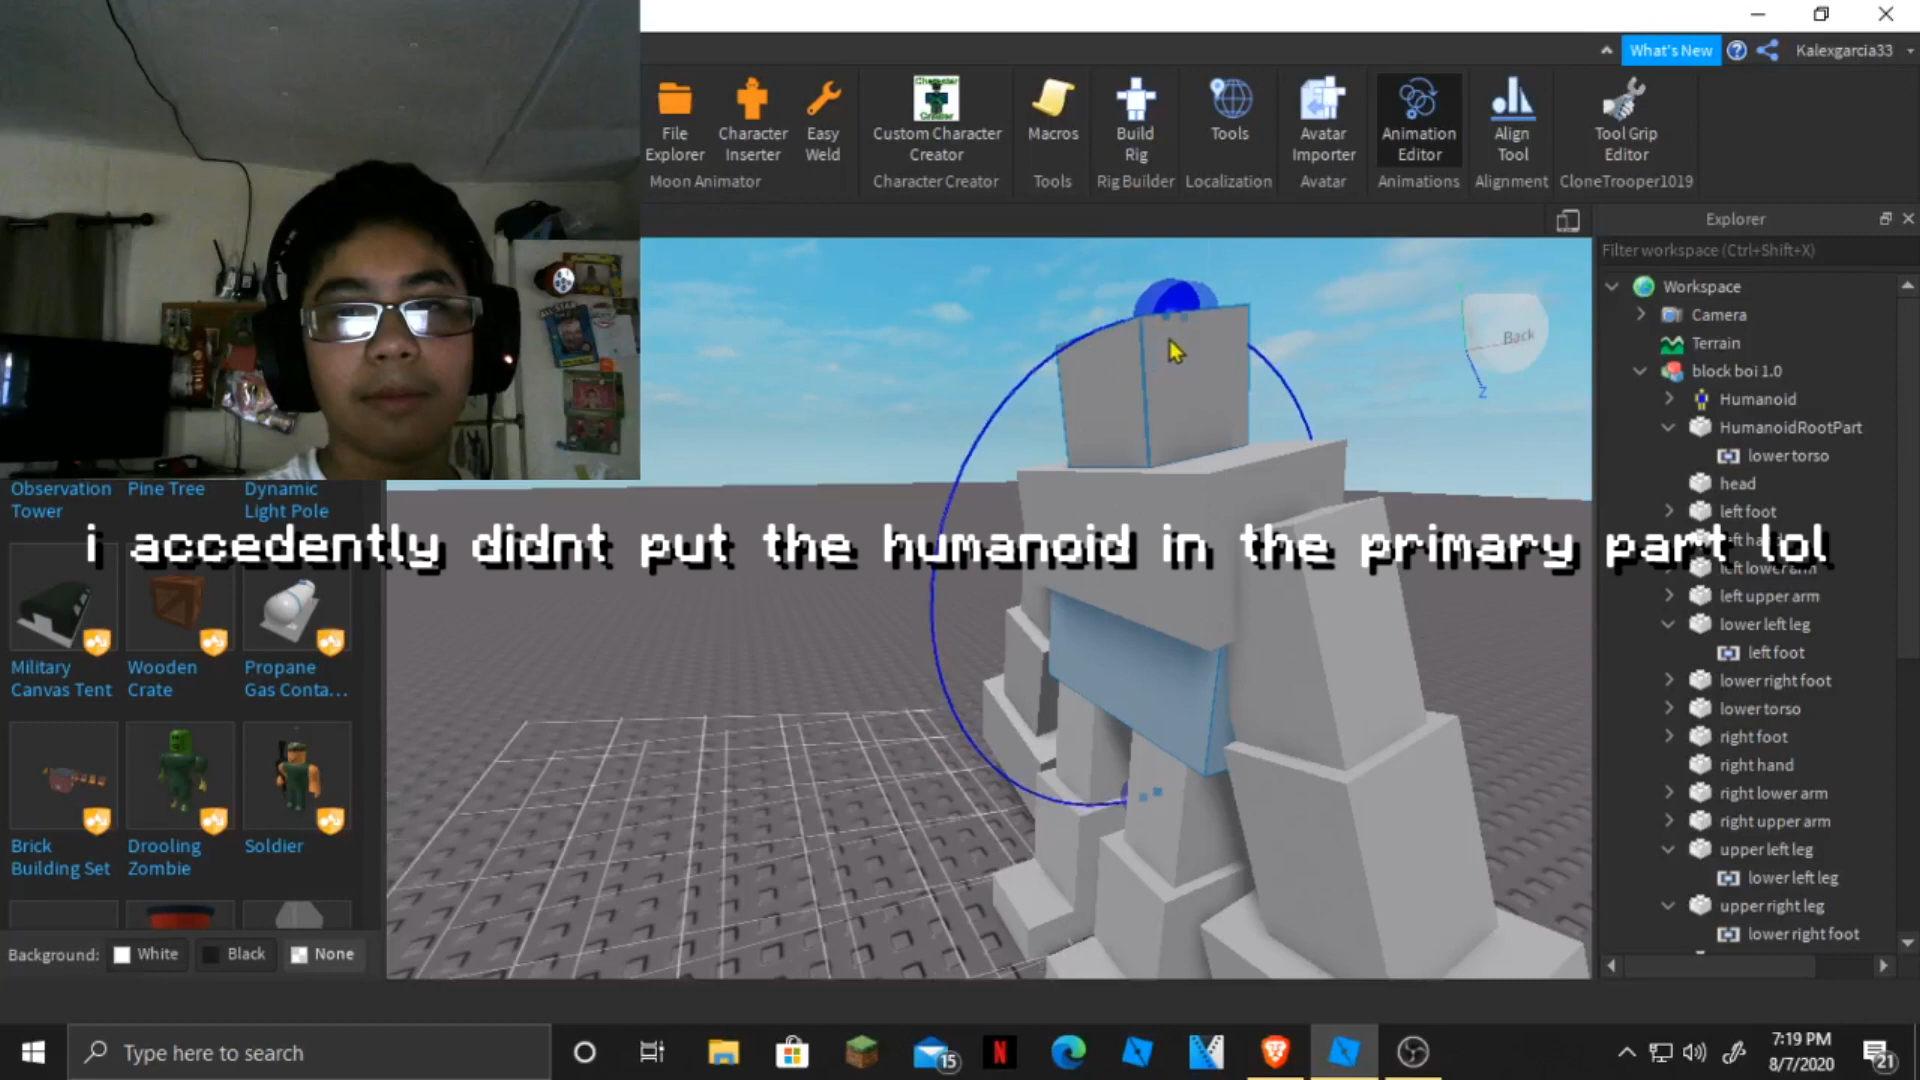 What's New
Kalexgarcia33
File Explorer
Character Inserter
Easy Weld
Custom Character Creator
Macros
Build Rig
Tools
Avatar Importer
Animation Editor
Align Tool
Tool Grip Editor
Moon Animator
Character Creator
Tools
Rig Builder
Localization
Avatar
Animations
Alignment
CloneTrooper1019
Explorer
Filter workspace (Ctrl+Shift+X)
Workspace
Camera
Terrain
block boi 1.0
Humanoid
HumanoidRootPart
lower torso
head
left foot
left lower arm
left upper arm
lower left leg
left foot
lower right foot
lower torso
right foot
right hand
right lower arm
right upper arm
upper left leg
lower left leg
upper right leg
lower right foot
Back
Z
i accedently didnt put the humanoid in the primary part lol
Observation Tower
Pine Tree
Dynamic Light Pole
Military Canvas Tent
Wooden Crate
Propane Gas Conta...
Brick Building Set
Drooling Zombie
Soldier
Background:
White
Black
None
Type here to search
15
7:19 PM
8/7/2020
21